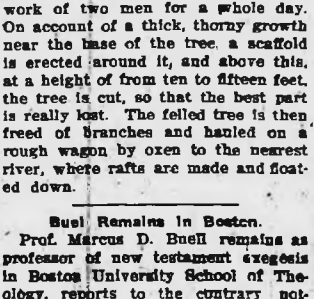 work of two men for a whole day.
On account of a thick, thorny growth
near the base of the tree, a scaffold
is erected around it, and above this,
at a height of from ten to fifteen feet,
the tree is cut, so that the best part
is really lost. The felled tree is then
freed of branches and hauled on a
rough wagon by oxen to the nearest
river, where rafts are made and float-
ed down.
Buel Remains in Boston.
Prof. Marcus D. Buell remains as
professor of new testament exegesis
in Boston University School of The-
ology, reports to the contrary not-